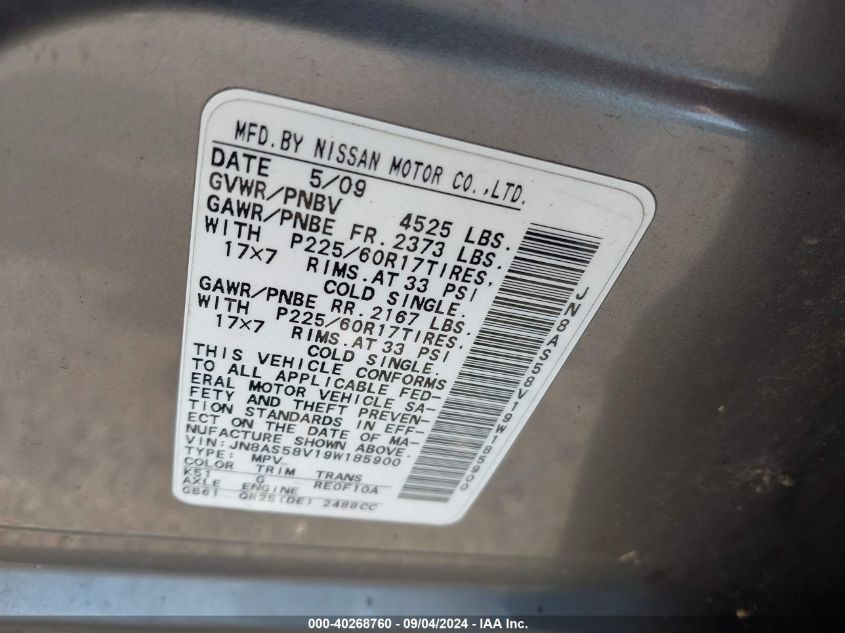 MFD.BY NISSAN MOTOR CO.,LTD.
DATE 5/09
GVWR/PNBV 4525 LBS.
GAWR/PNBE FR. 2373 LBS.
WITH P225/60R17TIRES,
17×7 RIMS.AT 33 PSI
COLD SINGLE.
GAWR/PNBE RR. 2167 LBS.
WITH P225/60R17TIRES,
17×7 RIMS.AT 33 PSI
COLD SINGLE.
THIS VEHICLE CONFORMS
TO ALL APPLICABLE FED-
ERAL MOTOR VEHICLE SA-
FETY AND THEFT PREVEN-
TION STANDARDS IN EFF-
ECT ON THE DATE OF MA-
NUFACTURE SHOWN ABOVE.
VIN: JN8AS58V19W185900
TYPE: MPV
COLOR TRIM TRANS
K51 G RE0F10A
AXLE ENGINE
GB61 QR25(DE) 2488CC
JN8AS58V19W185900
000-40268760 - 09/04/2024 - IAA Inc.